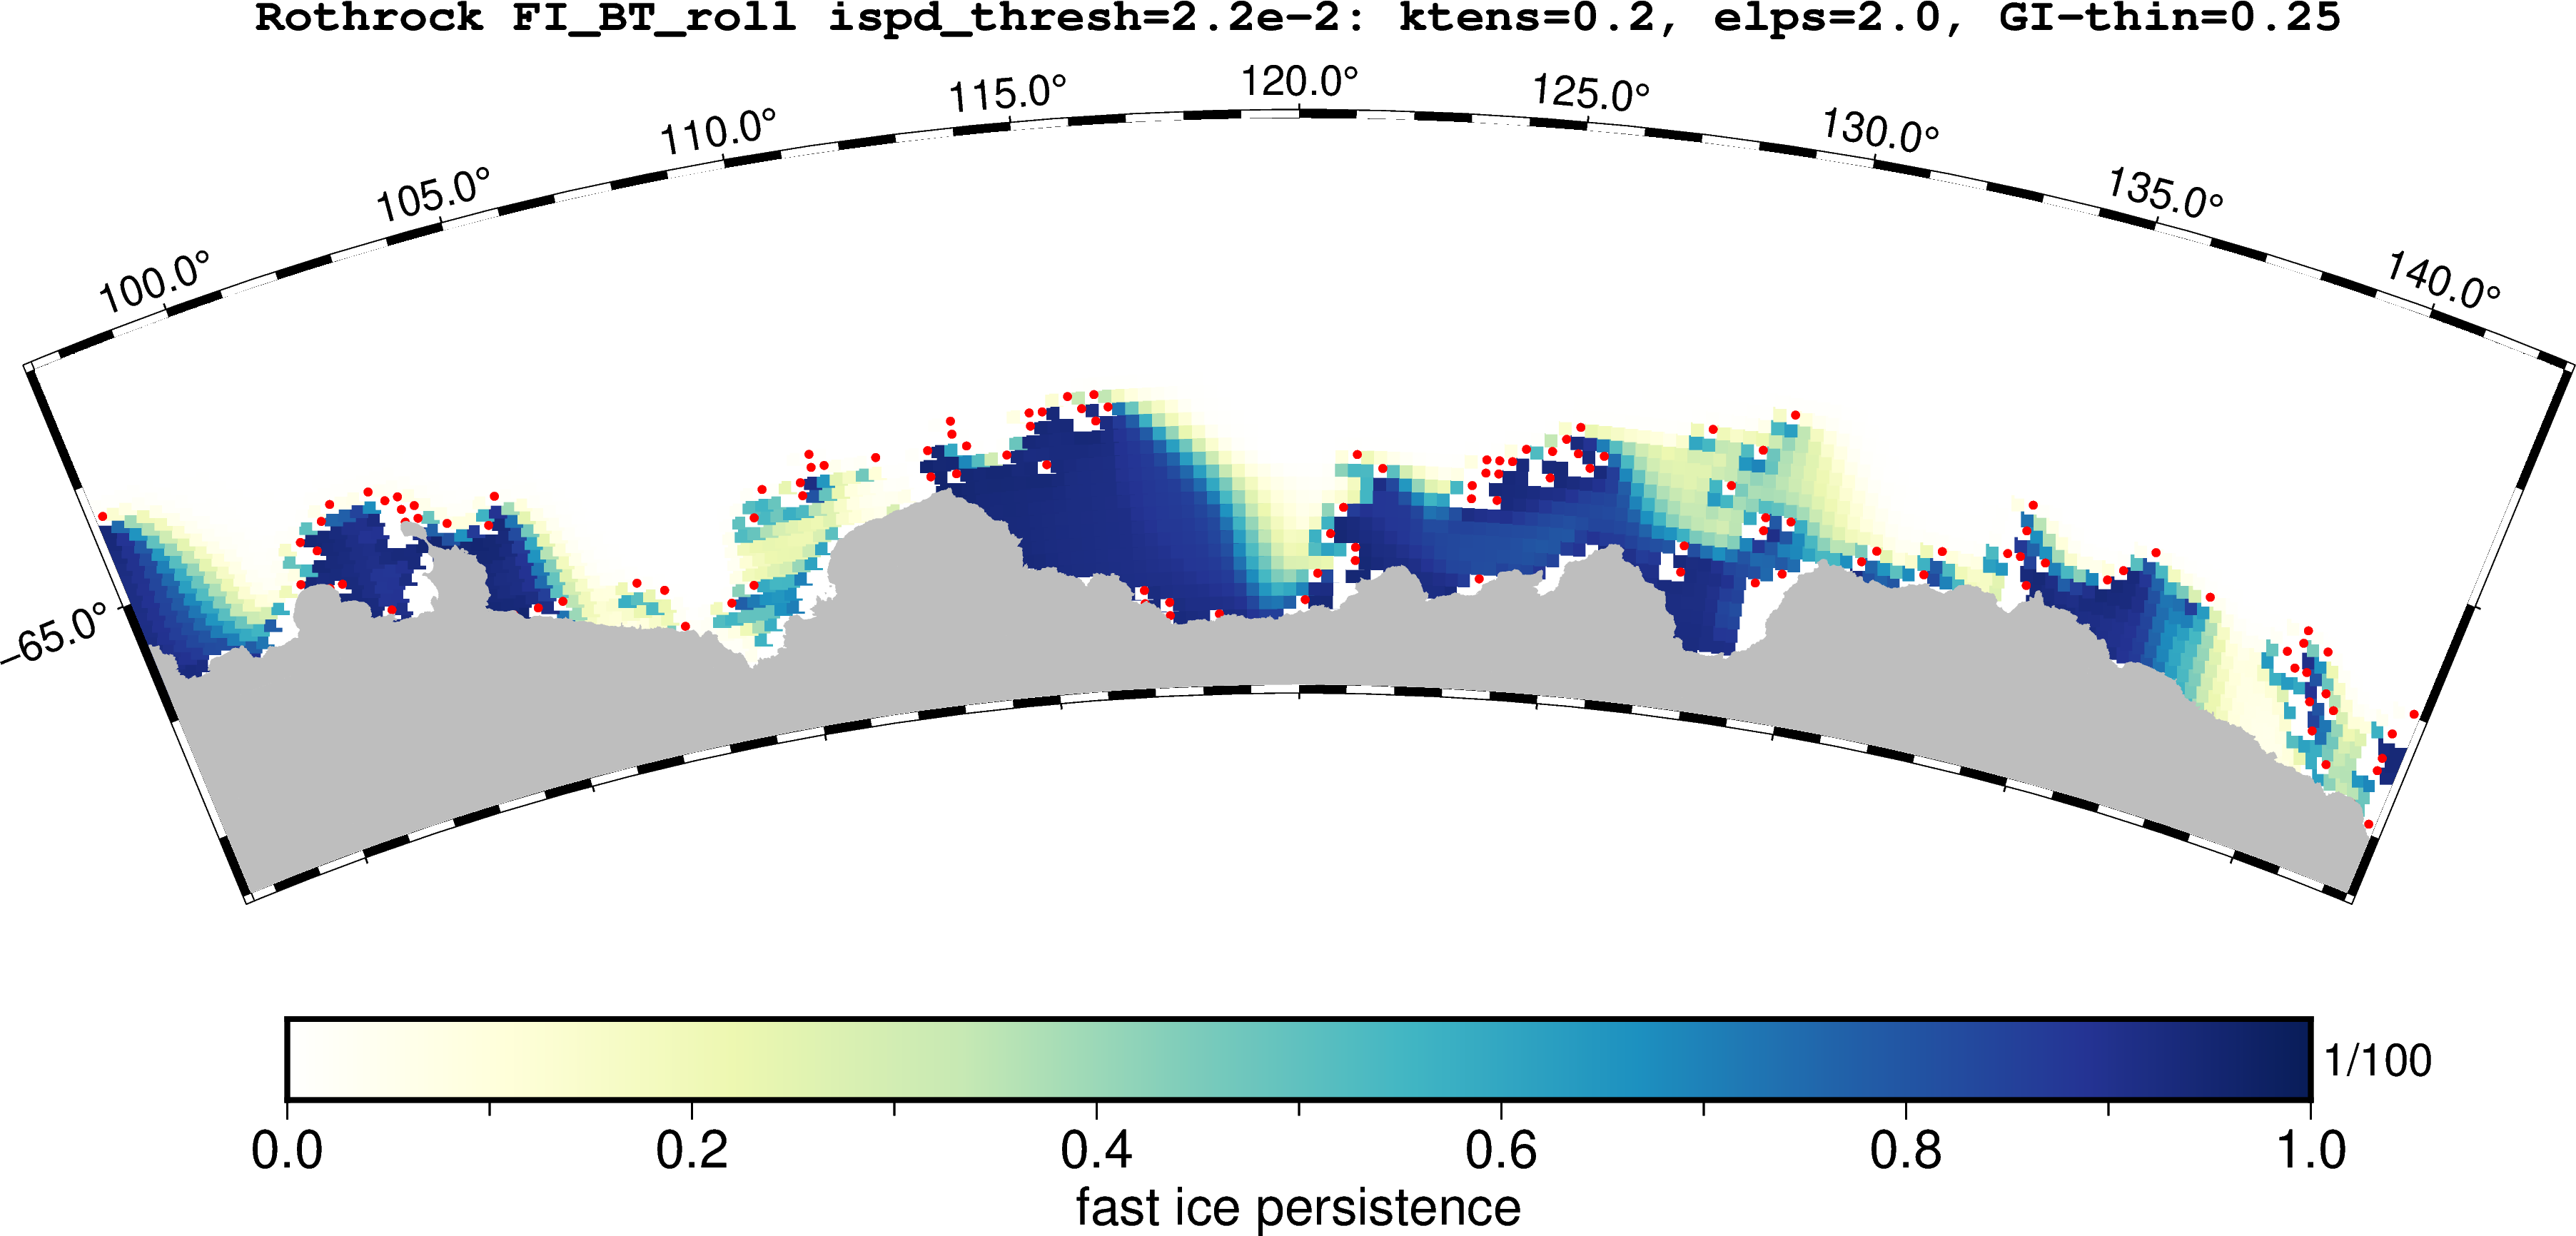 Rothrock FI_BT_roll ispd_thresh=2.2e-2: ktens=0.2, elps=2.0, GI-thin=0.25
100.0° 105.0° 110.0° 115.0° 120.0° 125.0° 130.0° 135.0° 140.0°
-65.0°
1/100
0.0 0.2 0.4 0.6 0.8 1.0
fast ice persistence